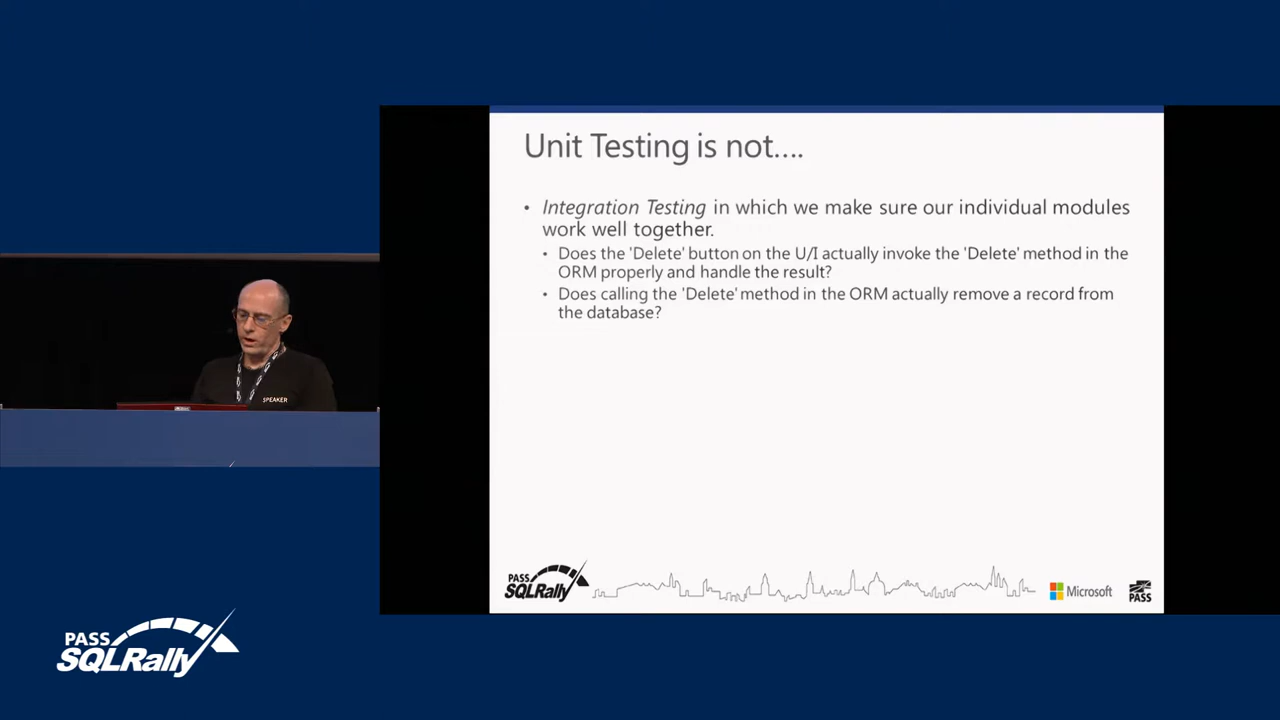 Unit Testing is not....
• Integration Testing in which we make sure our individual modules
work well together.
• Does the 'Delete' button on the U/I actually invoke the 'Delete' method in the
ORM properly and handle the result?
• Does calling the 'Delete' method in the ORM actually remove a record from
the database?
SPEAKER
PASS
SQLRally
Microsoft
PASS
PASS
SQLRally